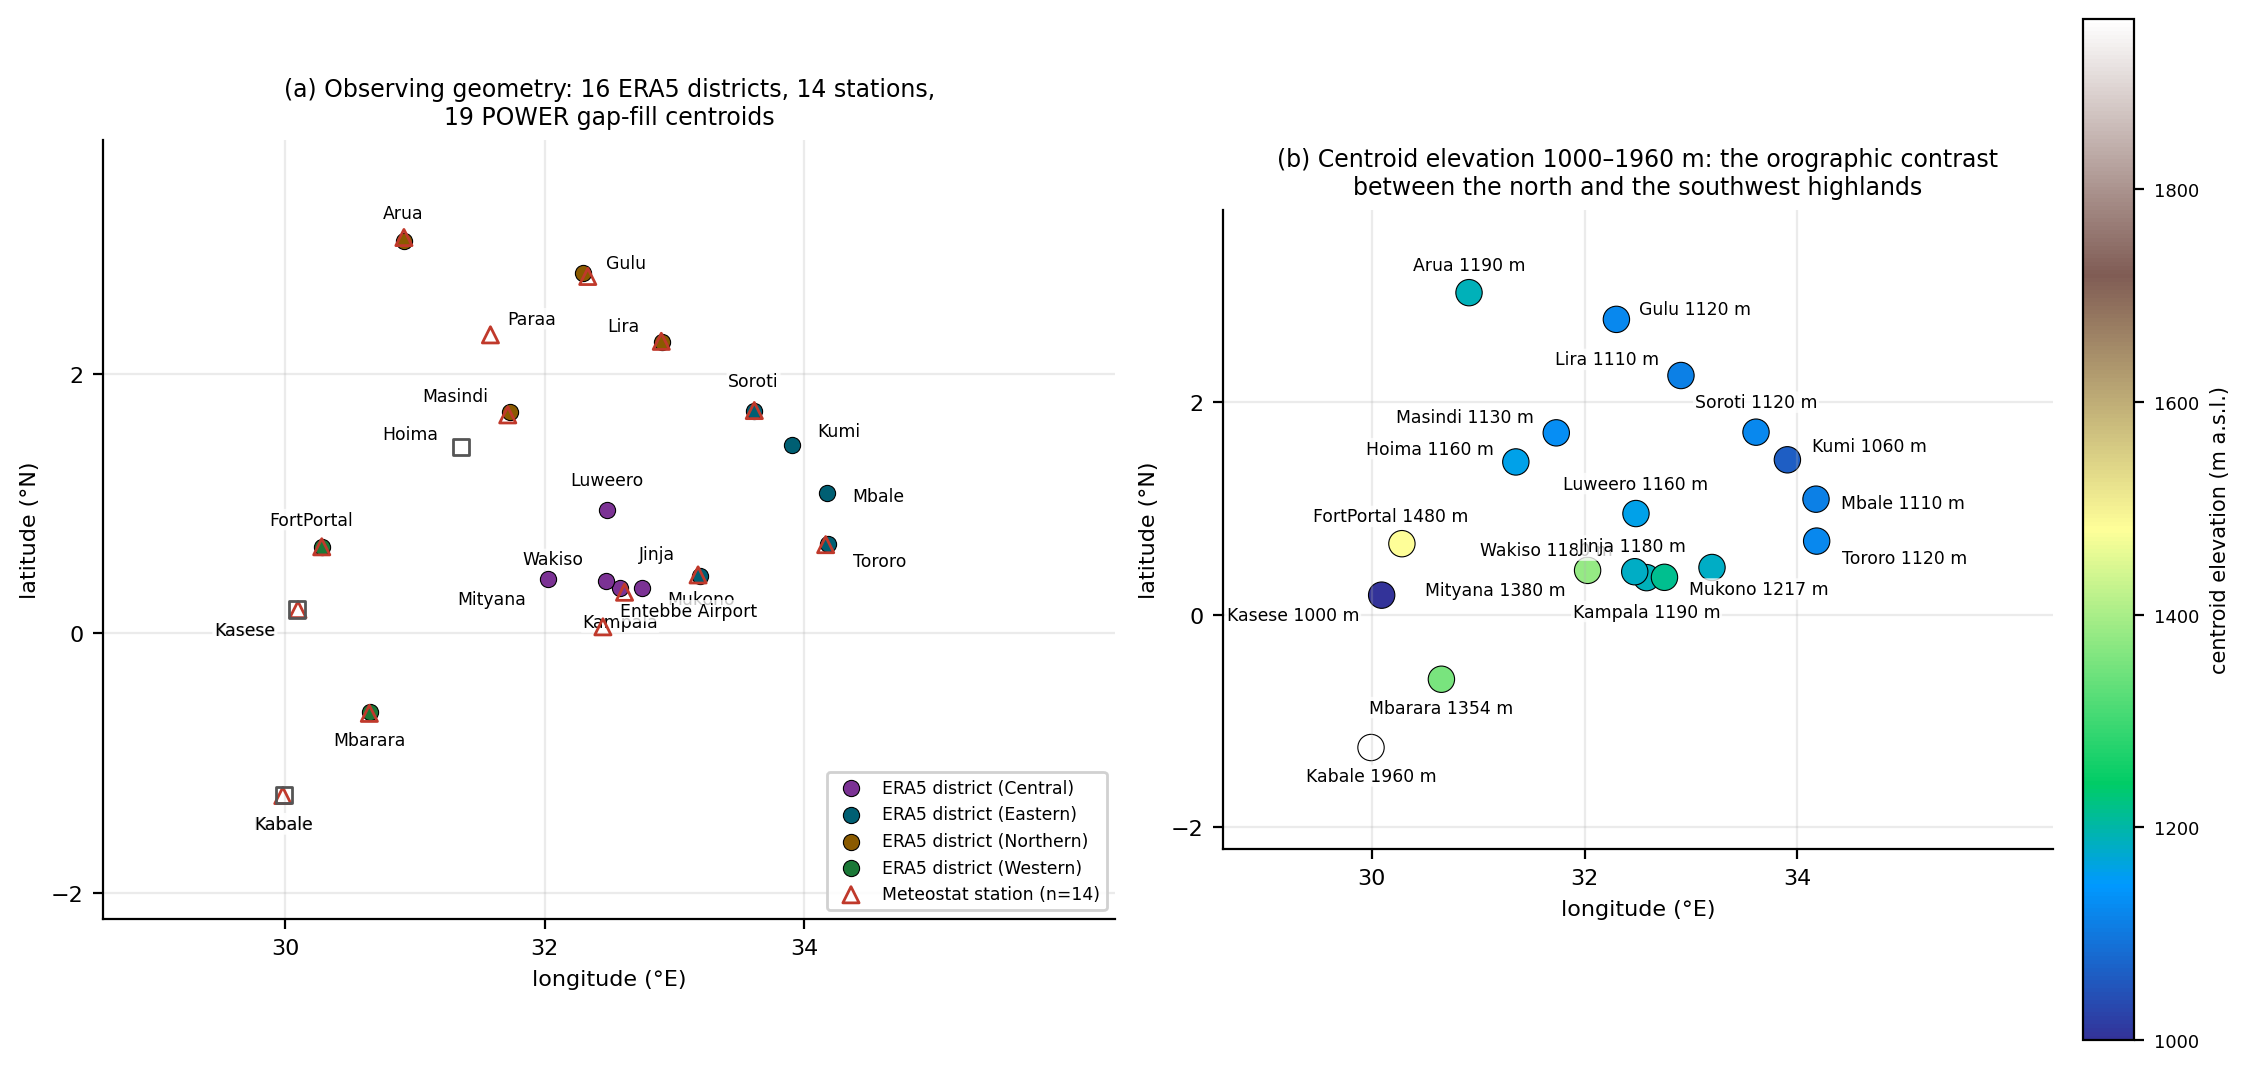 (a) Observing geometry: 16 ERA5 districts, 14 stations,
19 POWER gap-fill centroids
Arua
Gulu
Paraa
Lira
Soroti
Masindi
Hoima
Kumi
Luweero
Mbale
FortPortal
Wakiso
Jinja
Tororo
Mityana
Mukono
Entebbe Airport
Kampala
Kasese
Mbarara
Kabale
2
0
−2
30
32
34
latitude (°N)
longitude (°E)
ERA5 district (Central)
ERA5 district (Eastern)
ERA5 district (Northern)
ERA5 district (Western)
Meteostat station (n=14)
(b) Centroid elevation 1000–1960 m: the orographic contrast
between the north and the southwest highlands
Arua 1190 m
Gulu 1120 m
Lira 1110 m
Soroti 1120 m
Masindi 1130 m
Hoima 1160 m
Kumi 1060 m
Luweero 1160 m
Mbale 1110 m
FortPortal 1480 m
Wakiso 1180 m
Jinja 1180 m
Tororo 1120 m
Mityana 1380 m
Mukono 1217 m
Kampala 1190 m
Kasese 1000 m
Mbarara 1354 m
Kabale 1960 m
2
0
−2
30
32
34
latitude (°N)
longitude (°E)
1800
1600
1400
1200
1000
centroid elevation (m a.s.l.)